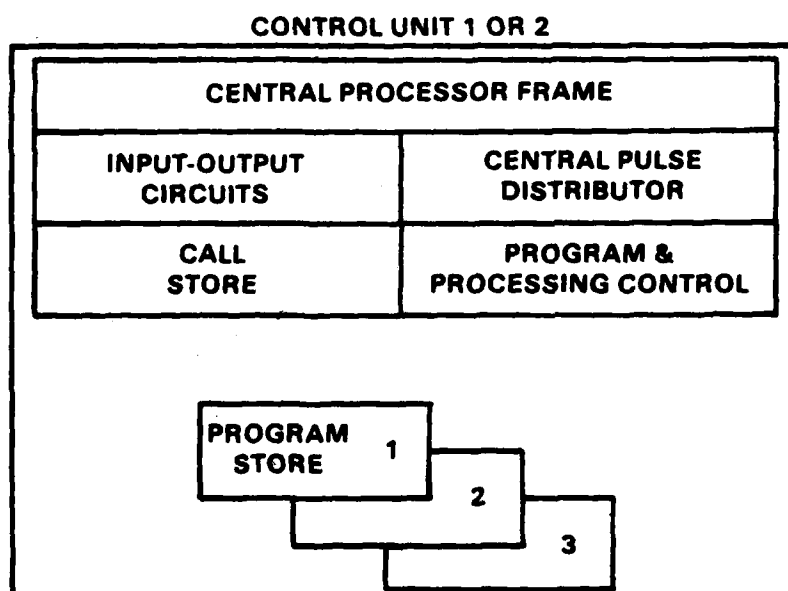 CONTROL UNIT 1 OR 2
CENTRAL PROCESSOR FRAME
INPUT-OUTPUT
CIRCUITS
CENTRAL PULSE
DISTRIBUTOR
CALL
STORE
PROGRAM &
PROCESSING CONTROL
PROGRAM
STORE
1
2
3